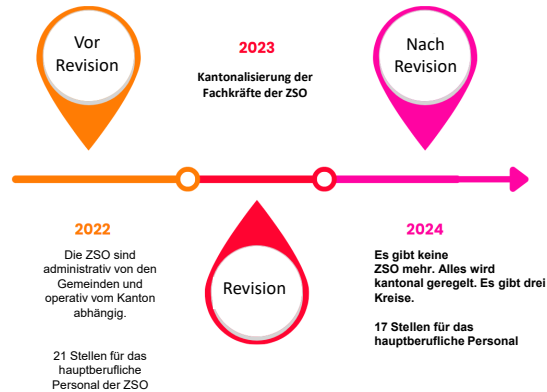 Vor
Revision
2023
Kantonalisierung der
Fachkräfte der ZSO
Nach
Revision
2022
Die ZSO sind
administrativ von den
Gemeinden und
operativ vom Kanton
abhängig.
21 Stellen für das
hauptberufliche
Personal der ZSO
Revision
2024
Es gibt keine
ZSO mehr. Alles wird
kantonal geregelt. Es gibt drei
Kreise.
17 Stellen für das
hauptberufliche Personal